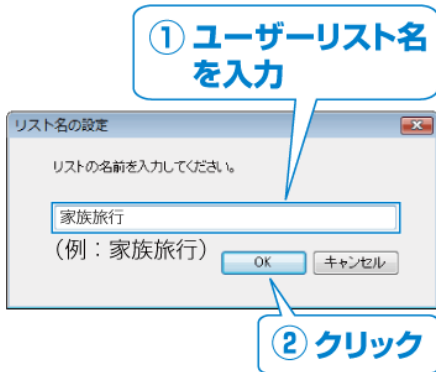 ① ユーザーリスト名
を入力
リスト名の設定
リストの名前を入力してください。
家族旅行
(例：家族旅行)
OK キャンセル
② クリック